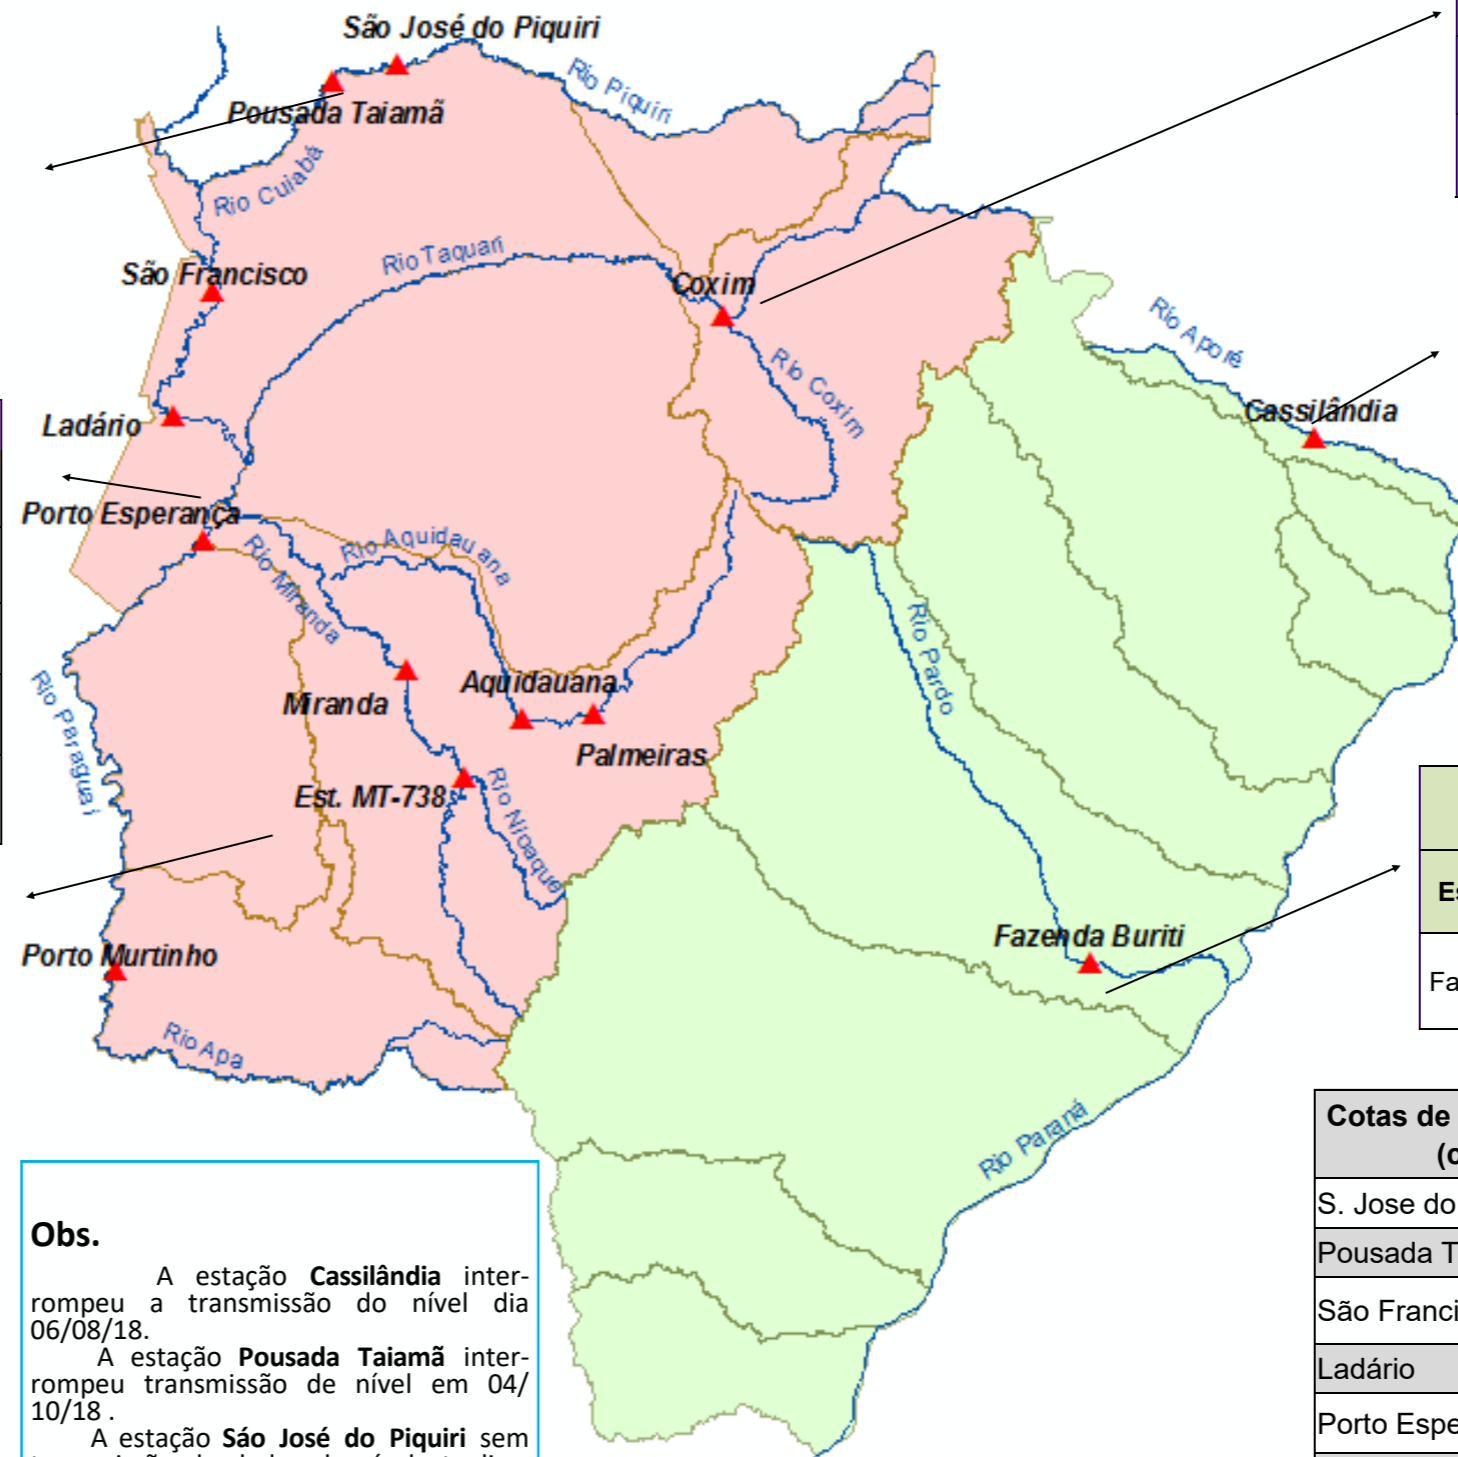 São José do Piquiri
Rio Piquiri
Pousada Taiamã
Rio Cuiabá
Rio Taquari
São Francisco
Coxim
Rio Aporé
Rio Coxim
Cassilândia
Ladário
Porto Esperança
Rio Aquidauana
Rio Miranda
Rio Pardo
Rio Paraguai
Aquidauana
Miranda
Palmeiras
Est. MT-738
Rio Nioaque
Es
Fazenda Buriti
Porto Murtinho
Fa
Rio Apa
Rio Paraná
Cotas de
(c
S. Jose do
Pousada T
São Franci
Ladário
Porto Espe
Obs.
A estação Cassilândia inter-
rompeu a transmissão do nível dia
06/08/18.
A estação Pousada Taiamã inter-
rompeu transmissão de nível em 04/
10/18 .
A estação Sáo José do Piquiri sem